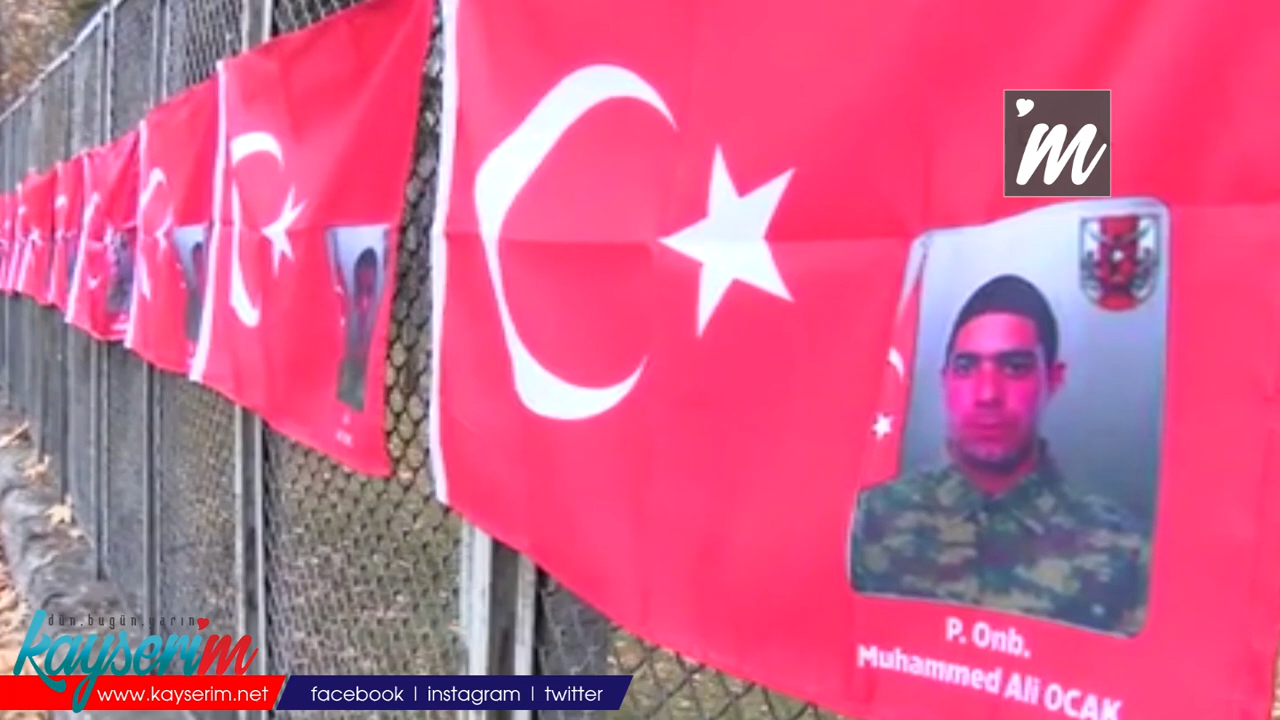 'm
P. Onb.
Muhammed Ali OCAK
dün.bugün.yarın
kayserim
www.kayserim.net
facebook | instagram | twitter